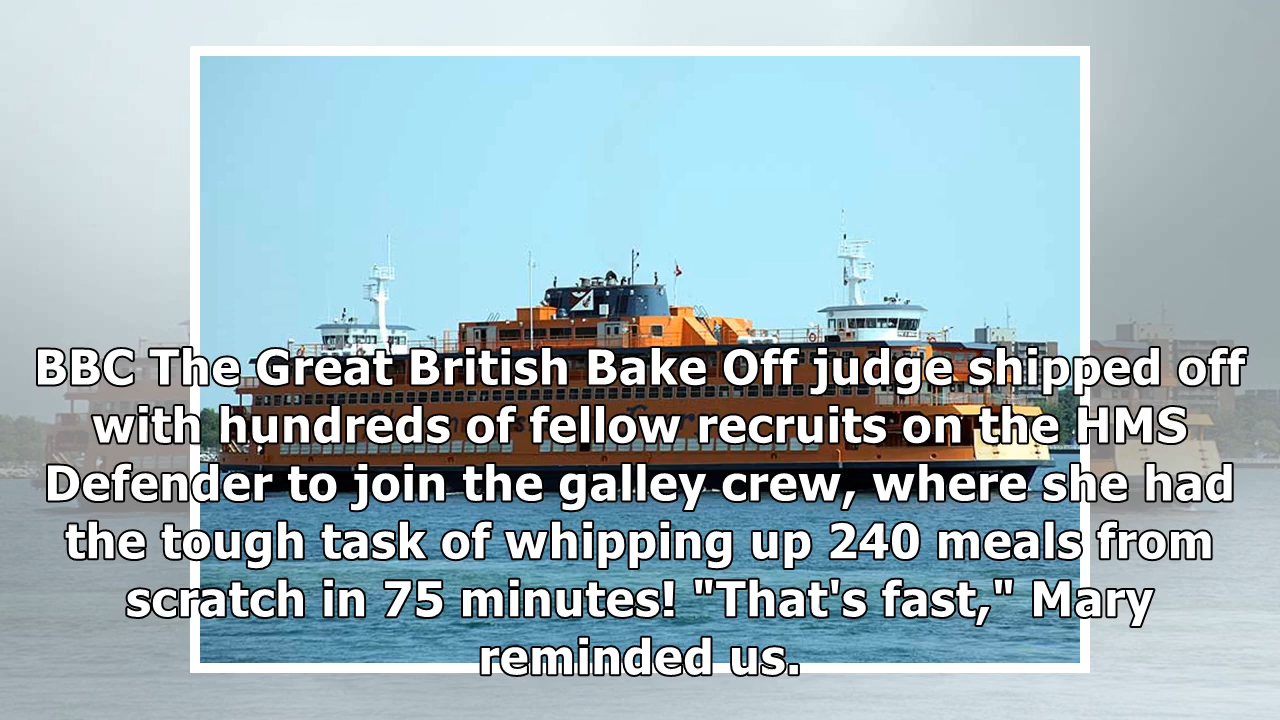 BBC The Great British Bake Off judge shipped off
with hundreds of fellow recruits on the HMS
Defender to join the galley crew, where she had
the tough task of whipping up 240 meals from
scratch in 75 minutes! "That's fast," Mary
reminded us.